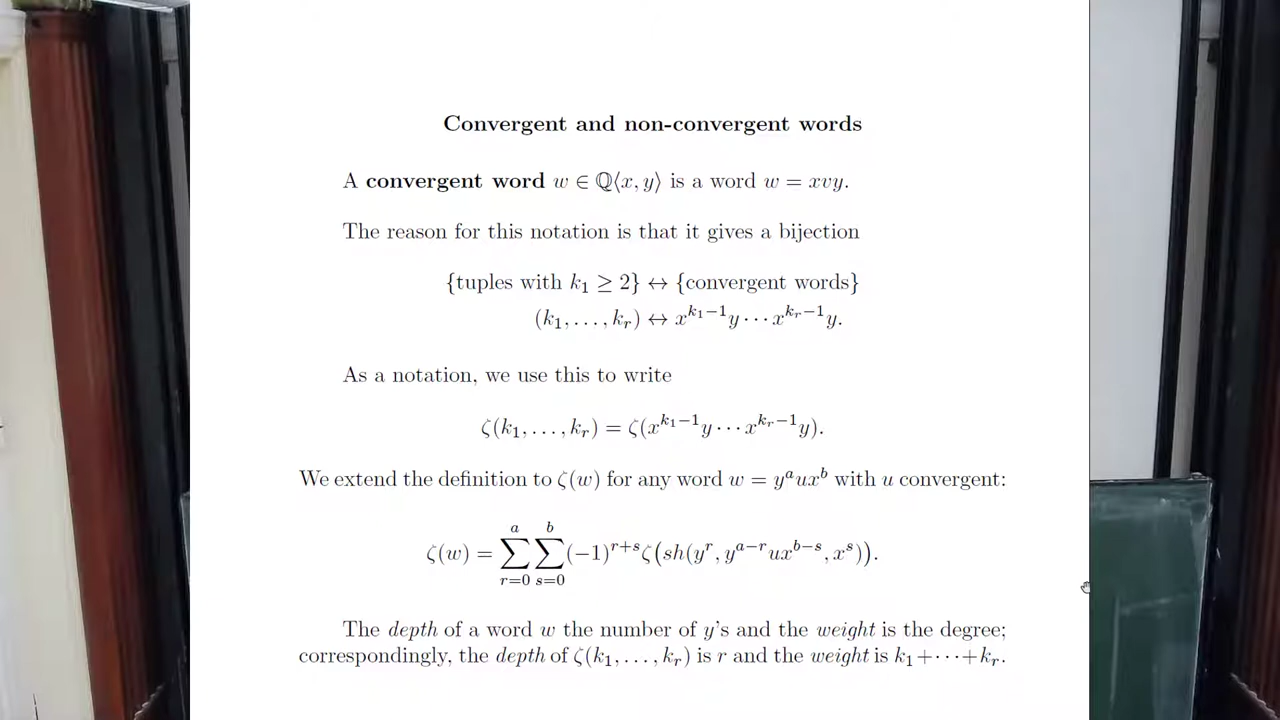 Convergent and non-convergent words
A convergent word w ∈ ℚ⟨x, y⟩ is a word w = xvy.
The reason for this notation is that it gives a bijection
{tuples with k₁ ≥ 2} ↔ {convergent words}
(k₁, . . . , kᵣ) ↔ x^{k₁−1}y · · · x^{kᵣ−1}y.
As a notation, we use this to write
ζ(k₁, . . . , kᵣ) = ζ(x^{k₁−1}y · · · x^{kᵣ−1}y).
We extend the definition to ζ(w) for any word w = y^a u x^b with u convergent:
ζ(w) = ∑_{r=0}^{a} ∑_{s=0}^{b} (−1)^{r+s} ζ(sh(y^r, y^{a−r} u x^{b−s}, x^s)).
The depth of a word w the number of y's and the weight is the degree;
correspondingly, the depth of ζ(k₁, . . . , kᵣ) is r and the weight is k₁+· · ·+kᵣ.